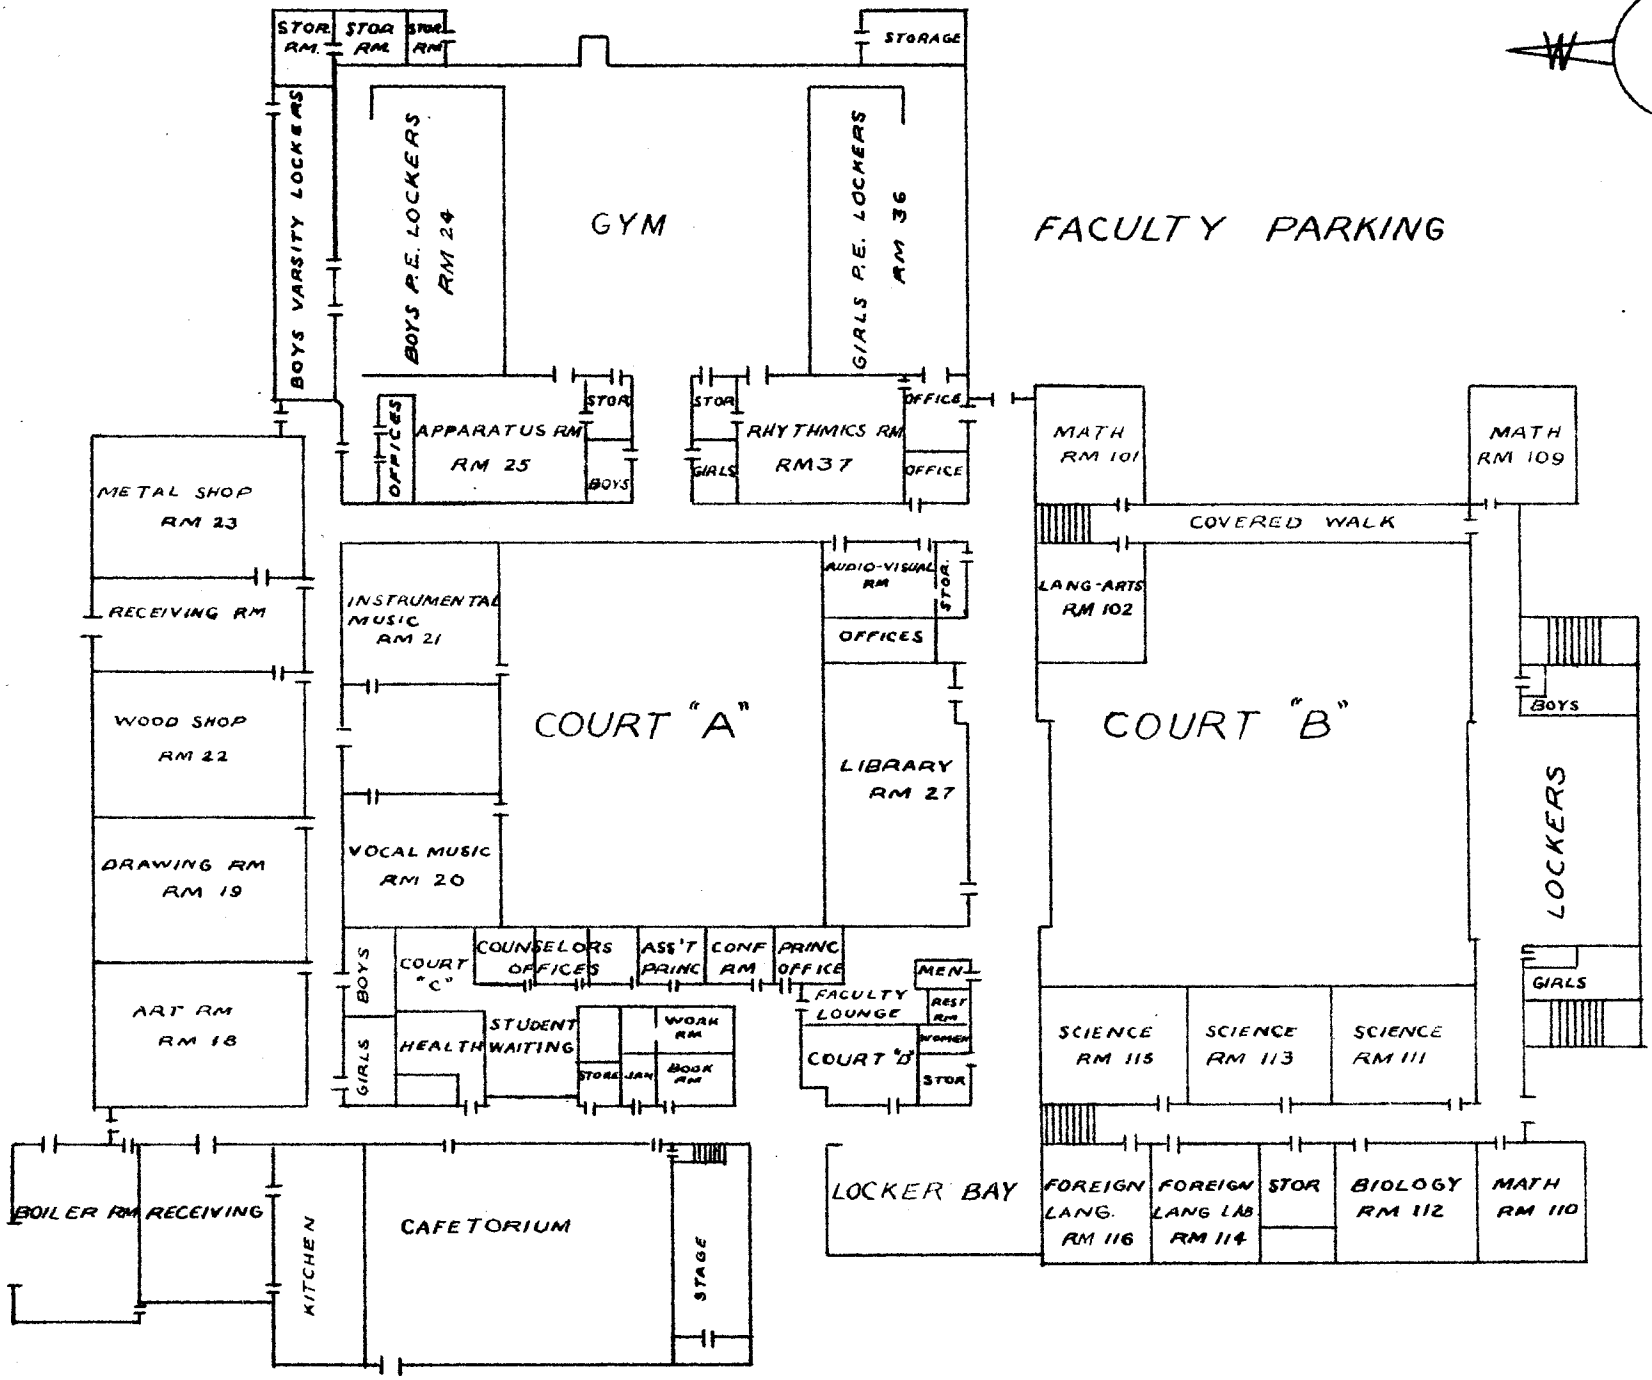 STOR
RM.
STOR
RM.
STOR
RM
STORAGE
W
BOYS VARSITY LOCKERS
BOYS P.E. LOCKERS
RM 24
GYM
GIRLS P.E. LOCKERS
RM 36
FACULTY PARKING
OFFICES
APPARATUS RM
RM 25
STOR
BOYS
STOR
GIRLS
RHYTHMICS RM
RM37
OFFICE
OFFICE
MATH
RM 101
MATH
RM 109
METAL SHOP
RM 23
COVERED WALK
RECEIVING RM
INSTRUMENTAL
MUSIC
RM 21
AUDIO-VISUAL
RM
STOR.
OFFICES
LANG-ARTS
RM 102
WOOD SHOP
RM 22
COURT "A"
LIBRARY
RM 27
COURT "B"
BOYS
LOCKERS
GIRLS
DRAWING RM
RM 19
VOCAL MUSIC
RM 20
ART RM
RM 18
BOYS
GIRLS
COURT
"C"
COUNSELORS
OFFICES
ASS'T
PRINC
CONF
RM
PRINC
OFFICE
MEN
FACULTY
LOUNGE
REST
RM
WOMEN
COURT "D"
STOR
HEALTH
STUDENT
WAITING
STORE
JAN
WORK
RM
BOOK
RM
SCIENCE
RM 115
SCIENCE
RM 113
SCIENCE
RM 111
BOILER RM
RECEIVING
KITCHEN
CAFETORIUM
STAGE
LOCKER BAY
FOREIGN
LANG.
RM 116
FOREIGN
LANG LAB
RM 114
STOR
BIOLOGY
RM 112
MATH
RM 110